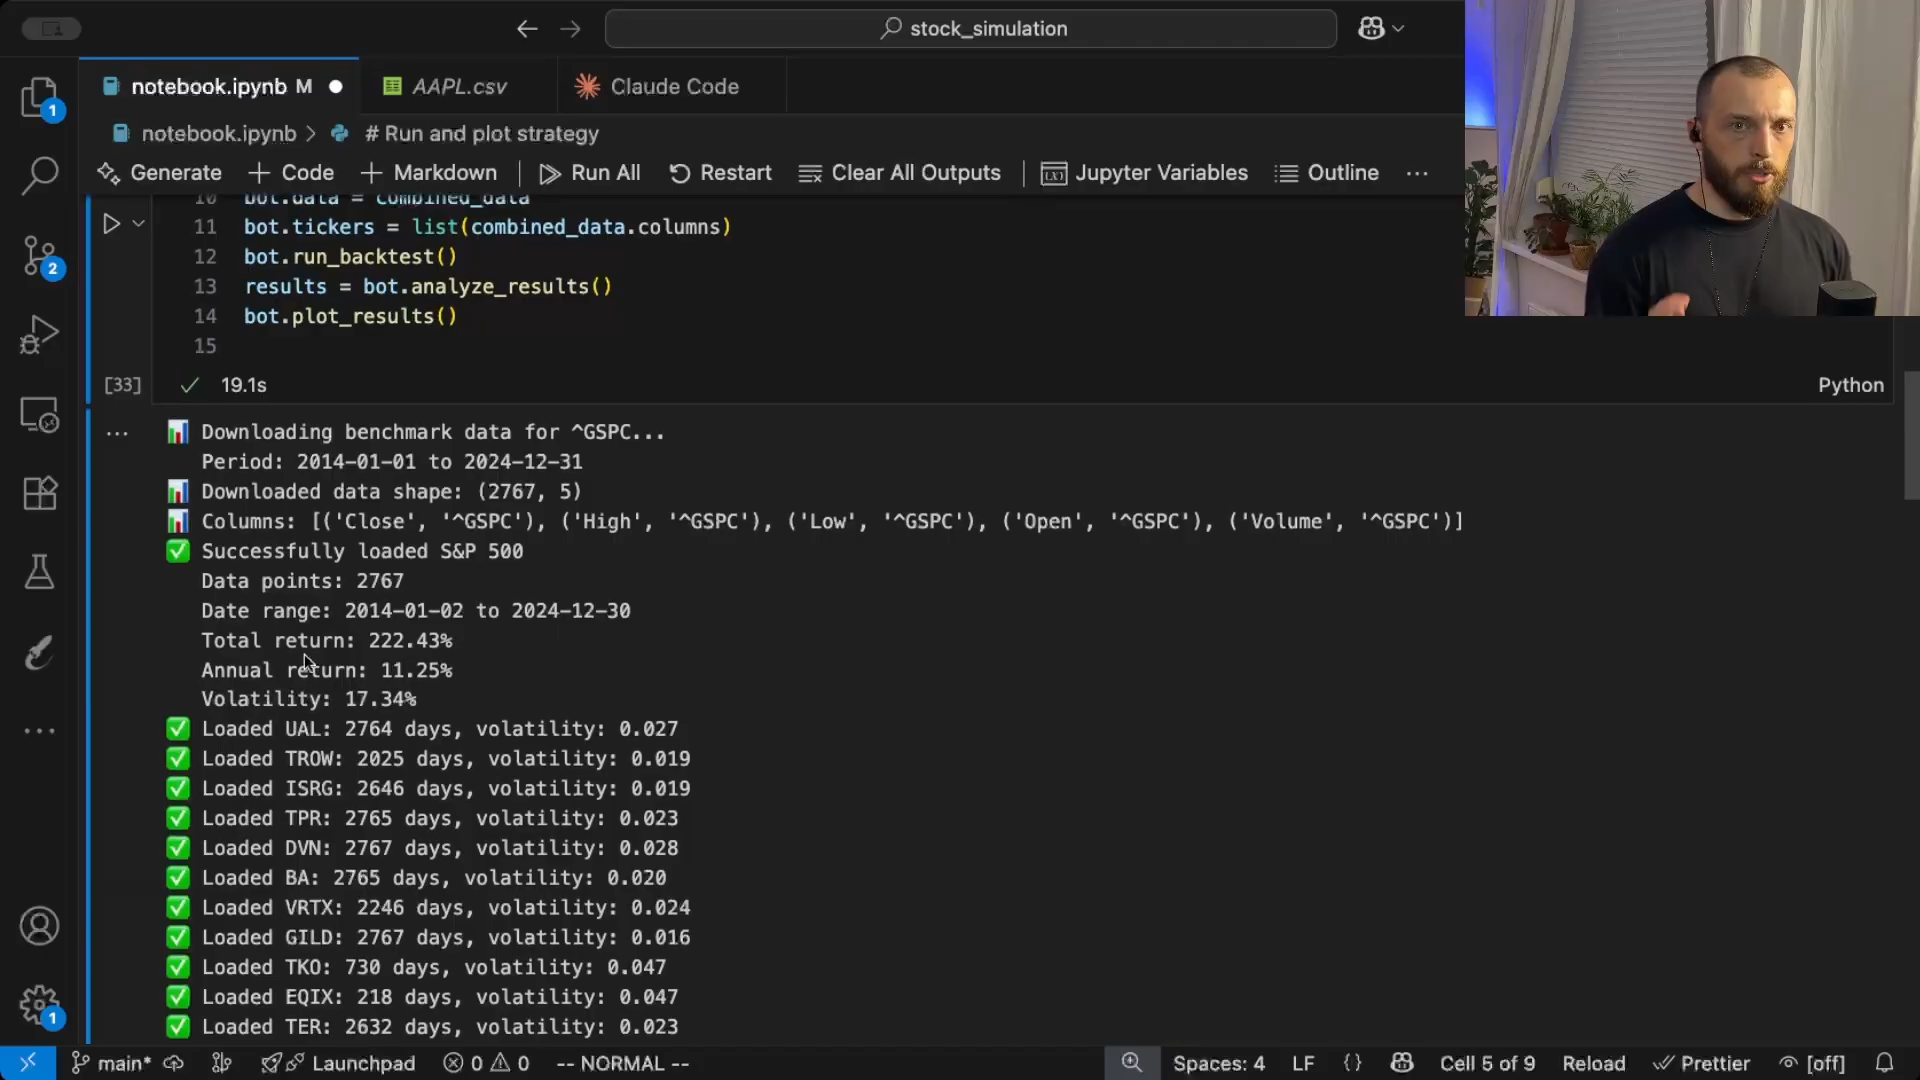 stock_simulation
notebook.ipynb M
AAPL.csv
Claude Code
notebook.ipynb > # Run and plot strategy
Generate + Code + Markdown Run All Restart Clear All Outputs Jupyter Variables Outline ...
10 bot.data = combined_data
11 bot.tickers = list(combined_data.columns)
12 bot.run_backtest()
13 results = bot.analyze_results()
14 bot.plot_results()
15
[33] 19.1s Python
Downloading benchmark data for ^GSPC...
Period: 2014-01-01 to 2024-12-31
Downloaded data shape: (2767, 5)
Columns: [('Close', '^GSPC'), ('High', '^GSPC'), ('Low', '^GSPC'), ('Open', '^GSPC'), ('Volume', '^GSPC')]
Successfully loaded S&P 500
Data points: 2767
Date range: 2014-01-02 to 2024-12-30
Total return: 222.43%
Annual return: 11.25%
Volatility: 17.34%
Loaded UAL: 2764 days, volatility: 0.027
Loaded TROW: 2025 days, volatility: 0.019
Loaded ISRG: 2646 days, volatility: 0.019
Loaded TPR: 2765 days, volatility: 0.023
Loaded DVN: 2767 days, volatility: 0.028
Loaded BA: 2765 days, volatility: 0.020
Loaded VRTX: 2246 days, volatility: 0.024
Loaded GILD: 2767 days, volatility: 0.016
Loaded TKO: 730 days, volatility: 0.047
Loaded EQIX: 218 days, volatility: 0.047
Loaded TER: 2632 days, volatility: 0.023
1
2
1
main* Launchpad 0 0 -- NORMAL -- Spaces: 4 LF {} Cell 5 of 9 Reload Prettier [off]